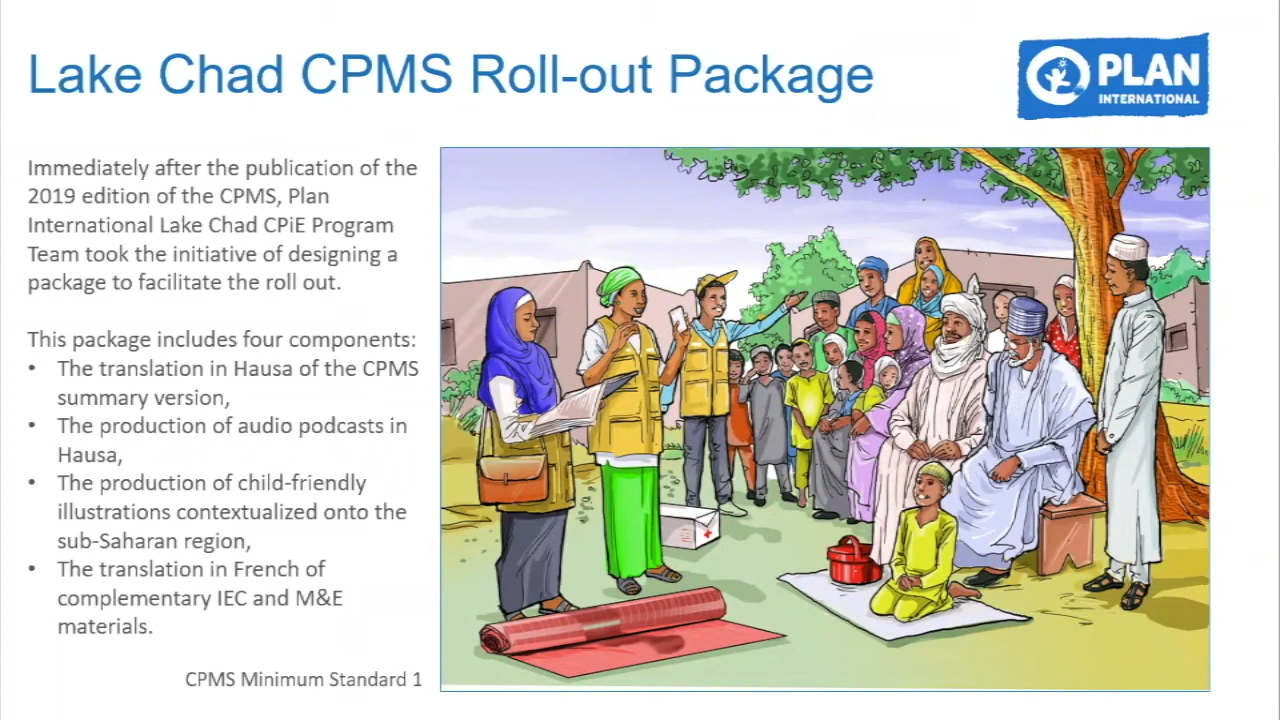 Lake Chad CPMS Roll-out Package
PLAN
INTERNATIONAL
Immediately after the publication of the
2019 edition of the CPMS, Plan
International Lake Chad CPiE Program
Team took the initiative of designing a
package to facilitate the roll out.
This package includes four components:
• The translation in Hausa of the CPMS
summary version,
• The production of audio podcasts in
Hausa,
• The production of child-friendly
illustrations contextualized onto the
sub-Saharan region,
• The translation in French of
complementary IEC and M&E
materials.
CPMS Minimum Standard 1